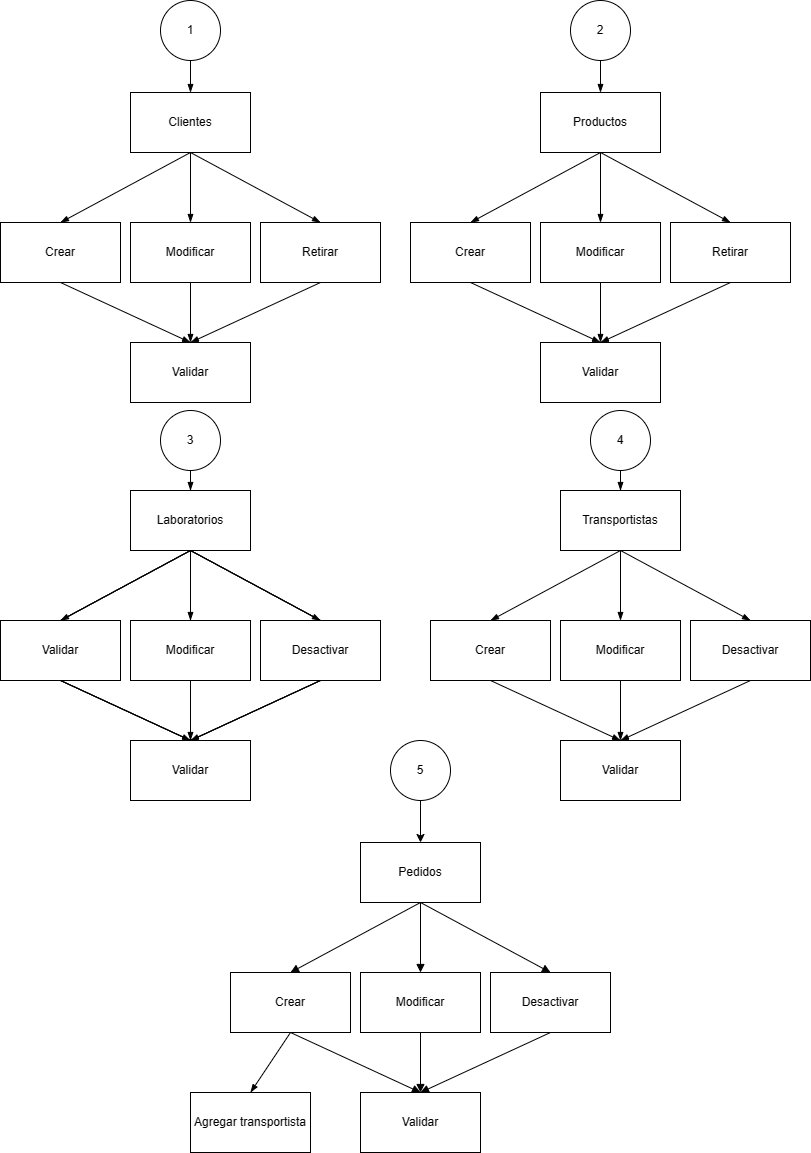 1
2
Clientes
Productos
Crear
Modificar
Retirar
Crear
Modificar
Retirar
Validar
Validar
3
4
Laboratorios
Transportistas
Validar
Modificar
Desactivar
Crear
Modificar
Desactivar
Validar
Validar
5
Pedidos
Crear
Modificar
Desactivar
Agregar transportista
Validar